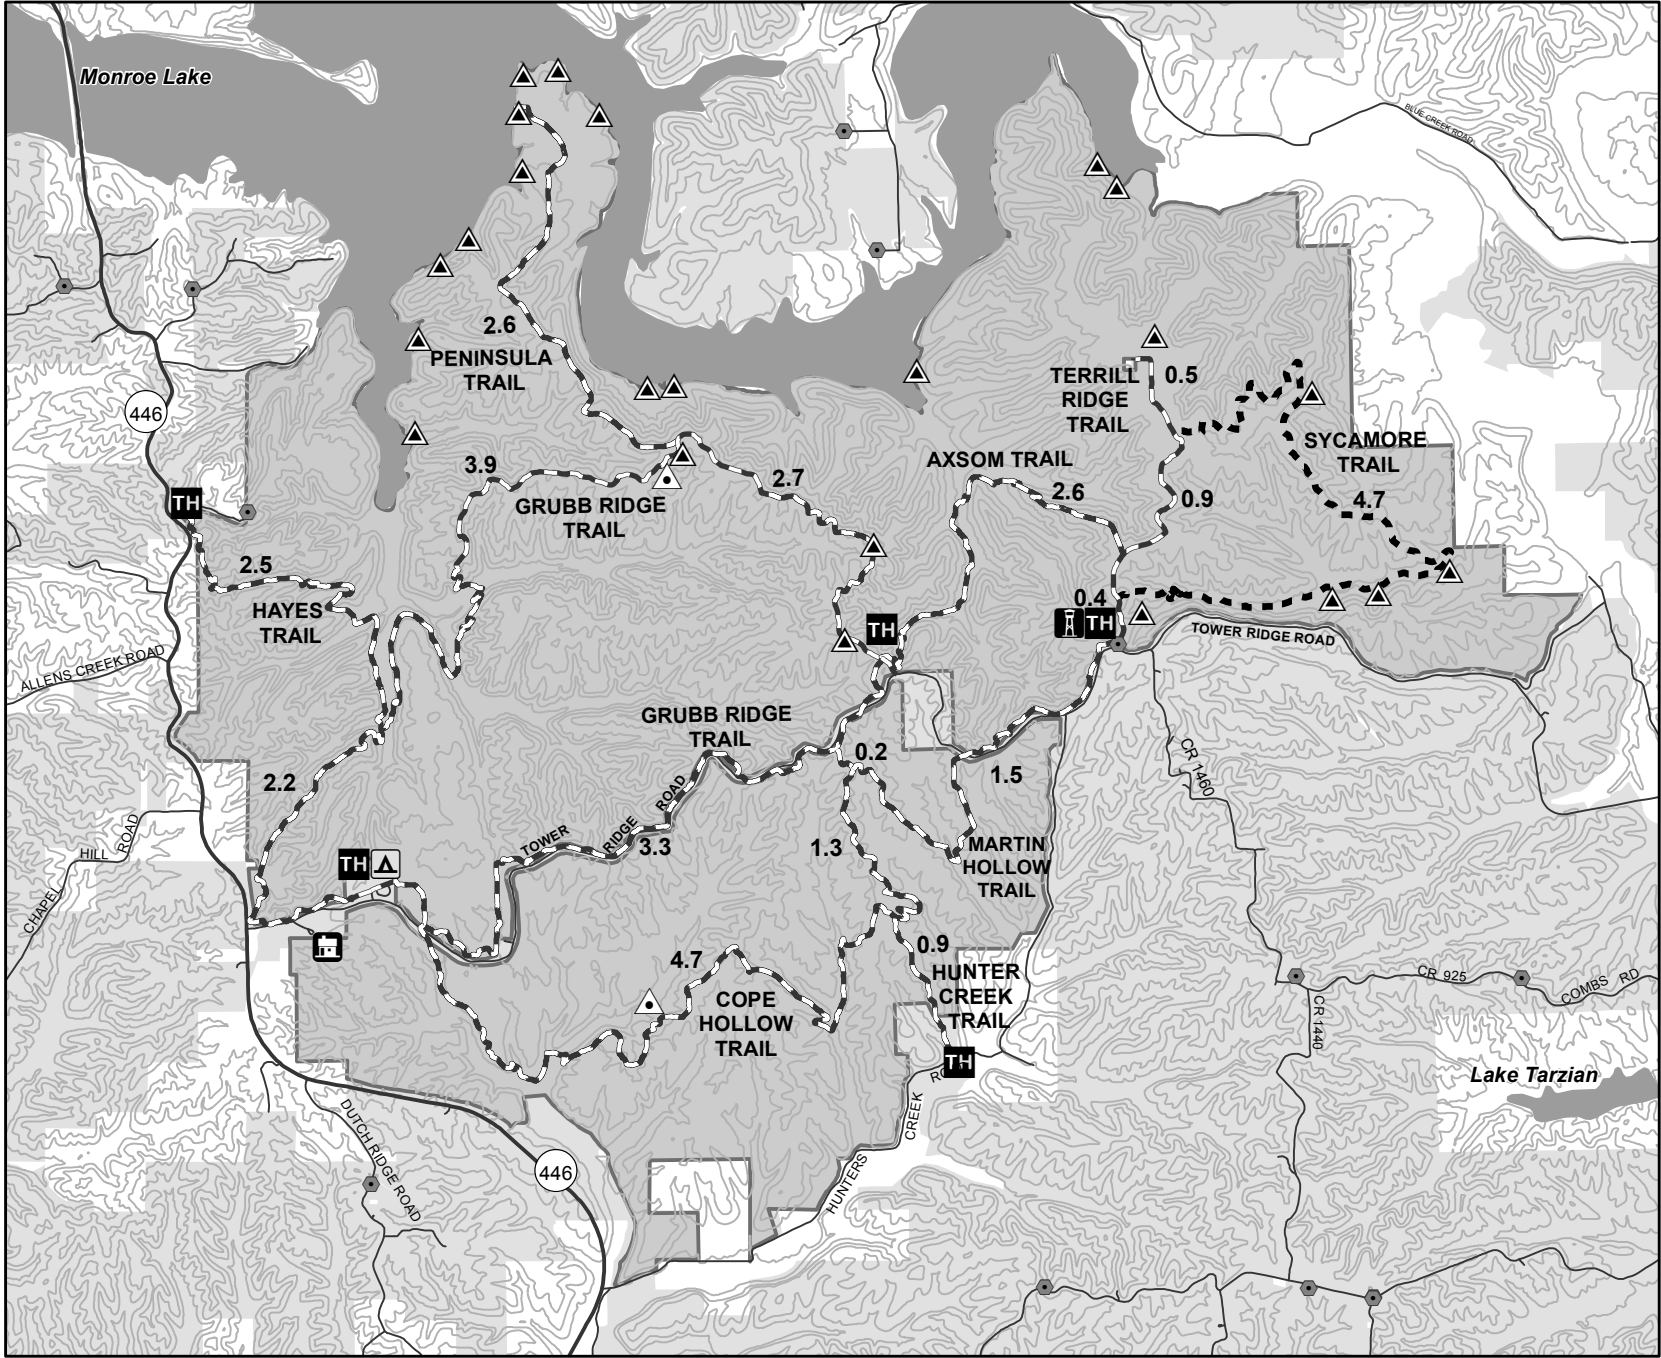 Monroe Lake
BLUE CREEK ROAD
2.6
PENINSULA
TRAIL
TERRILL
RIDGE
TRAIL
0.5
446
SYCAMORE
TRAIL
AXSOM TRAIL
3.9
2.7
2.6
0.9
4.7
TH
GRUBB RIDGE
TRAIL
2.5
HAYES
TRAIL
0.4
TH
TH
TOWER RIDGE ROAD
ALLENS CREEK ROAD
GRUBB RIDGE
TRAIL
0.2
1.5
CR 1460
2.2
TOWER
RIDGE
ROAD
3.3
1.3
MARTIN
HOLLOW
TRAIL
CHAPEL
HILL
ROAD
TH
4.7
0.9
HUNTER
CREEK
TRAIL
COPE
HOLLOW
TRAIL
CR 925
COMBS RD
CR 1440
TH
Lake Tarzian
DUTCH RIDGE ROAD
HUNTERS
CREEK
446